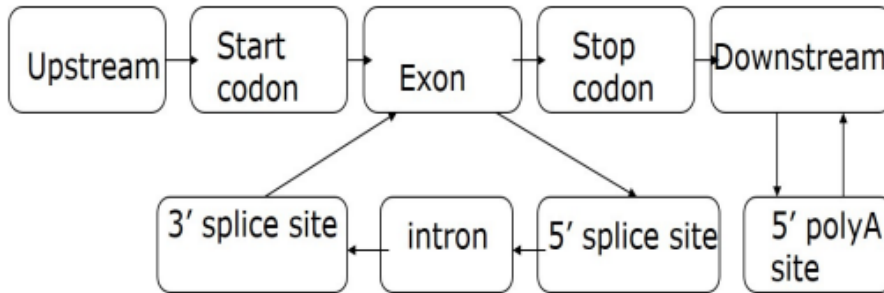 Upstream
Start
codon
Exon
Stop
codon
Downstream
3’ splice site
intron
5’ splice site
5’ polyA
site